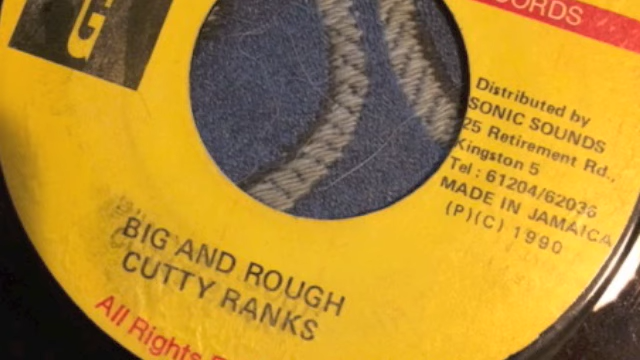 G
Distributed by
SONIC SOUNDS
25 Retirement Rd.,
Kingston 5
Tel: 61204/62036
MADE IN JAMAICA
(P)(C) 1990
BIG AND ROUGH
CUTTY RANKS
All Rights